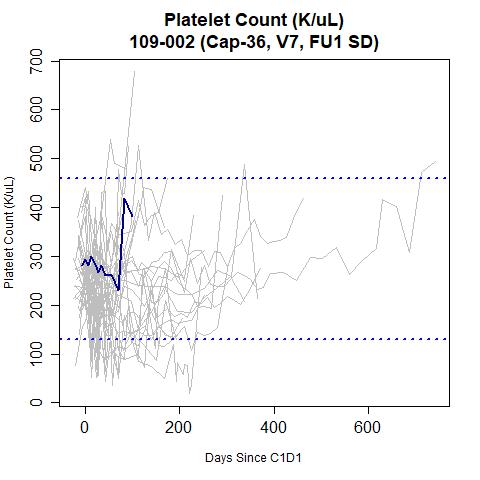 Platelet Count (K/uL)
109-002 (Cap-36, V7, FU1 SD)
Platelet Count (K/uL)
700
600
500
400
300
200
100
0
0 200 400 600
Days Since C1D1